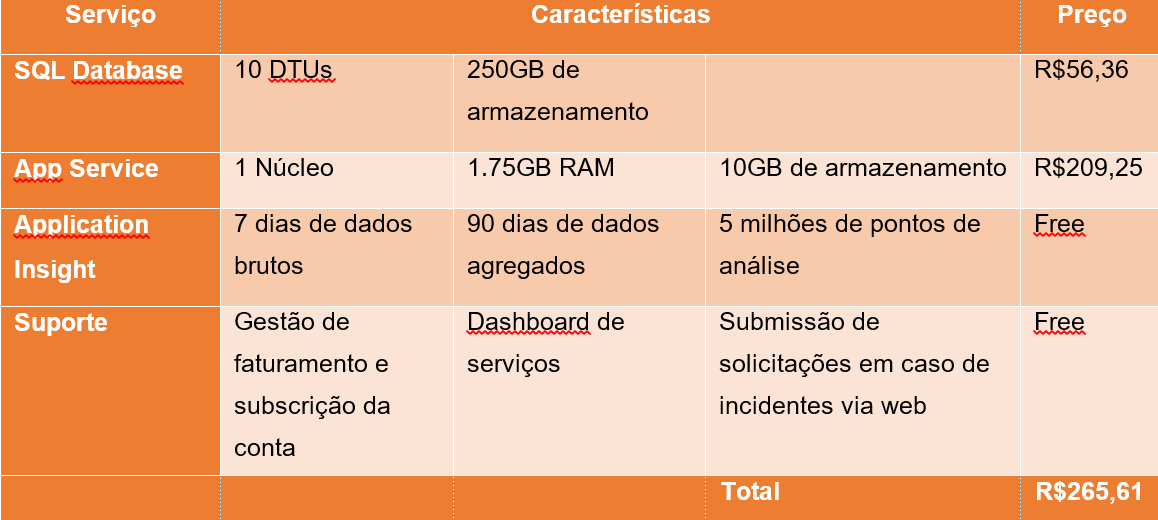 Serviço Características Preço
SQL Database 10 DTUs 250GB de R$56,36
armazenamento
App Service 1 Núcleo 1.75GB RAM 10GB de armazenamento R$209,25
Application 7 dias de dados 90 dias de dados 5 milhões de pontos de Free
Insight brutos agregados análise
Suporte Gestão de Dashboard de Submissão de Free
faturamento e serviços solicitações em caso de
subscrição da incidentes via web
conta
Total R$265,61